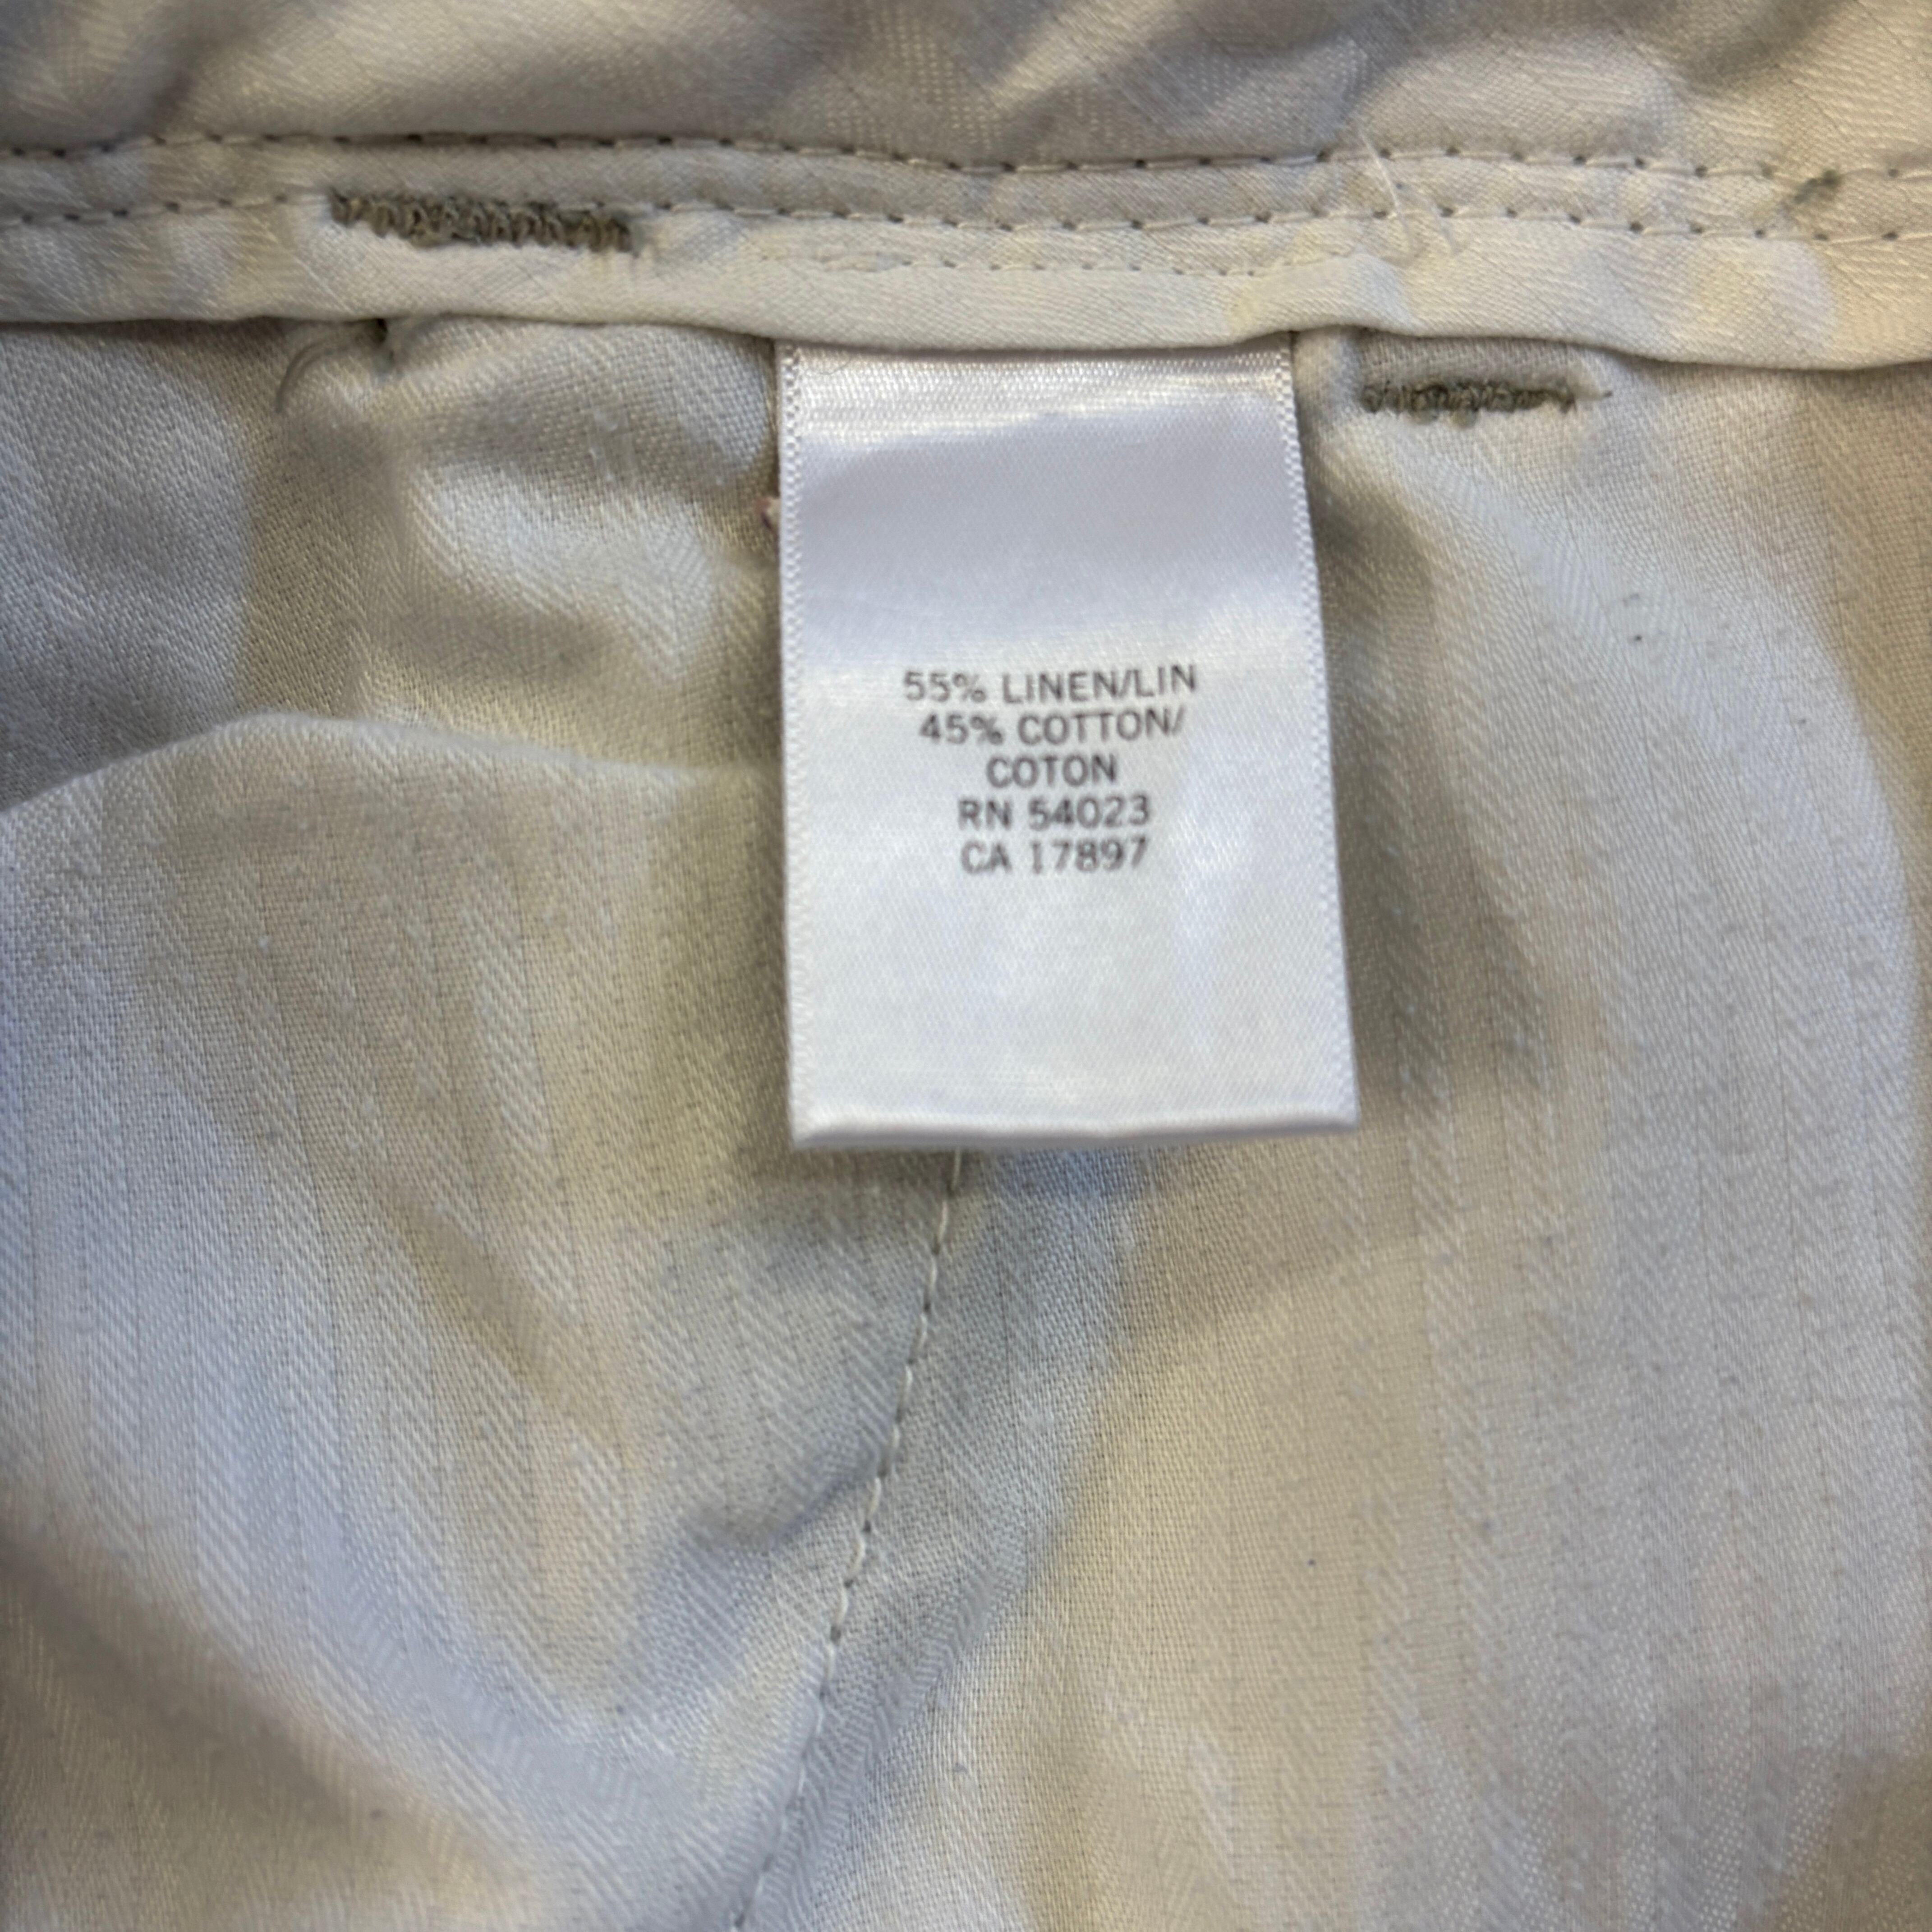 55% LINEN/LIN
45% COTTON/
COTON
RN 54023
CA 17897